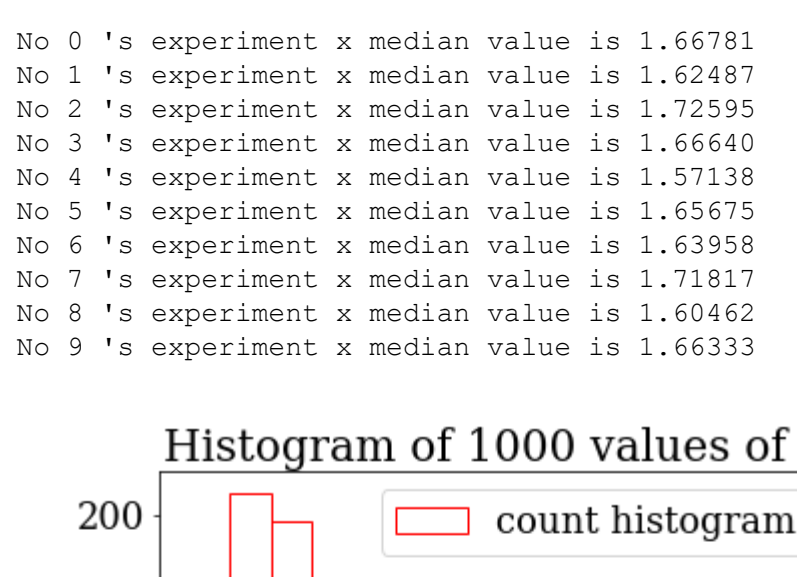 No 0 's experiment x median value is 1.66781
No 1 's experiment x median value is 1.62487
No 2 's experiment x median value is 1.72595
No 3 's experiment x median value is 1.66640
No 4 's experiment x median value is 1.57138
No 5 's experiment x median value is 1.65675
No 6 's experiment x median value is 1.63958
No 7 's experiment x median value is 1.71817
No 8 's experiment x median value is 1.60462
No 9 's experiment x median value is 1.66333
Histogram of 1000 values of
200
count histogram